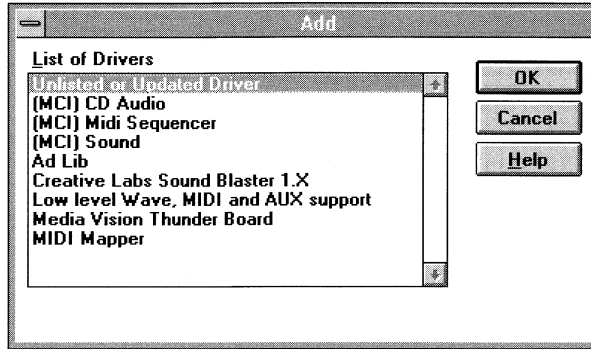 Add
List of Drivers
Unlisted or Updated Driver
(MCI) CD Audio
(MCI) Midi Sequencer
(MCI) Sound
Ad Lib
Creative Labs Sound Blaster 1.X
Low level Wave, MIDI and AUX support
Media Vision Thunder Board
MIDI Mapper
OK
Cancel
Help